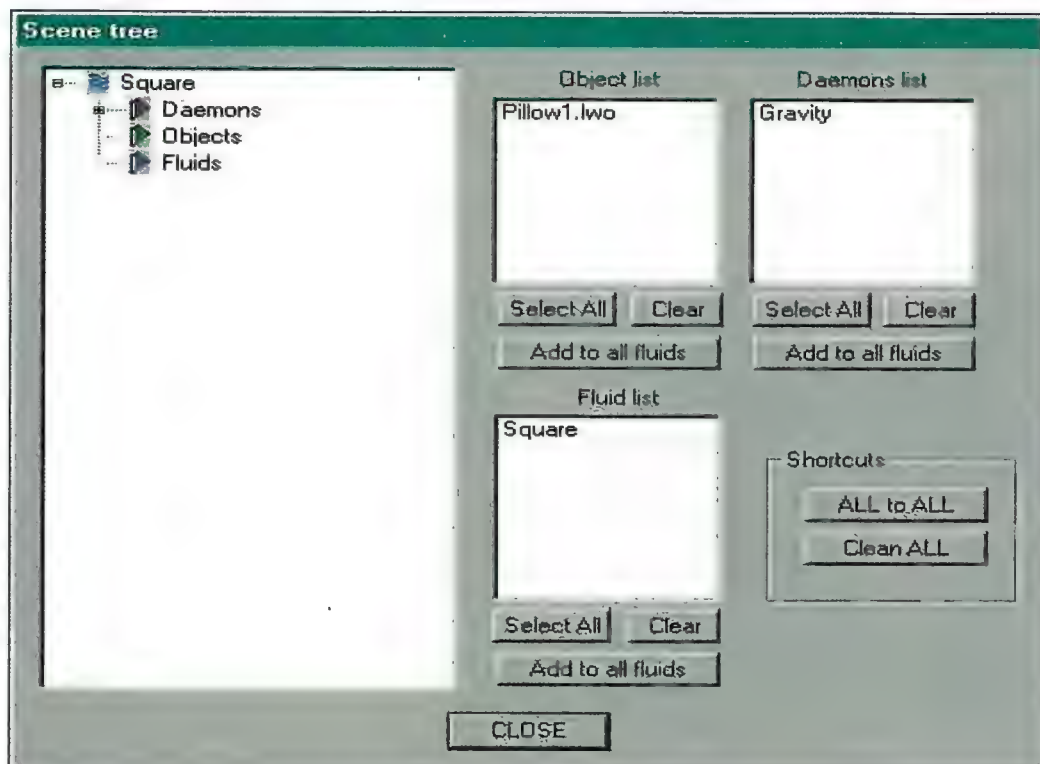 Scene tree
Square
Daemons
Objects
Fluids
Object list
Pillow1.lwo
Select All
Clear
Add to all fluids
Daemons list
Gravity
Select All
Clear
Add to all fluids
Fluid list
Square
Select All
Clear
Add to all fluids
Shortcuts
ALL to ALL
Clean ALL
CLOSE